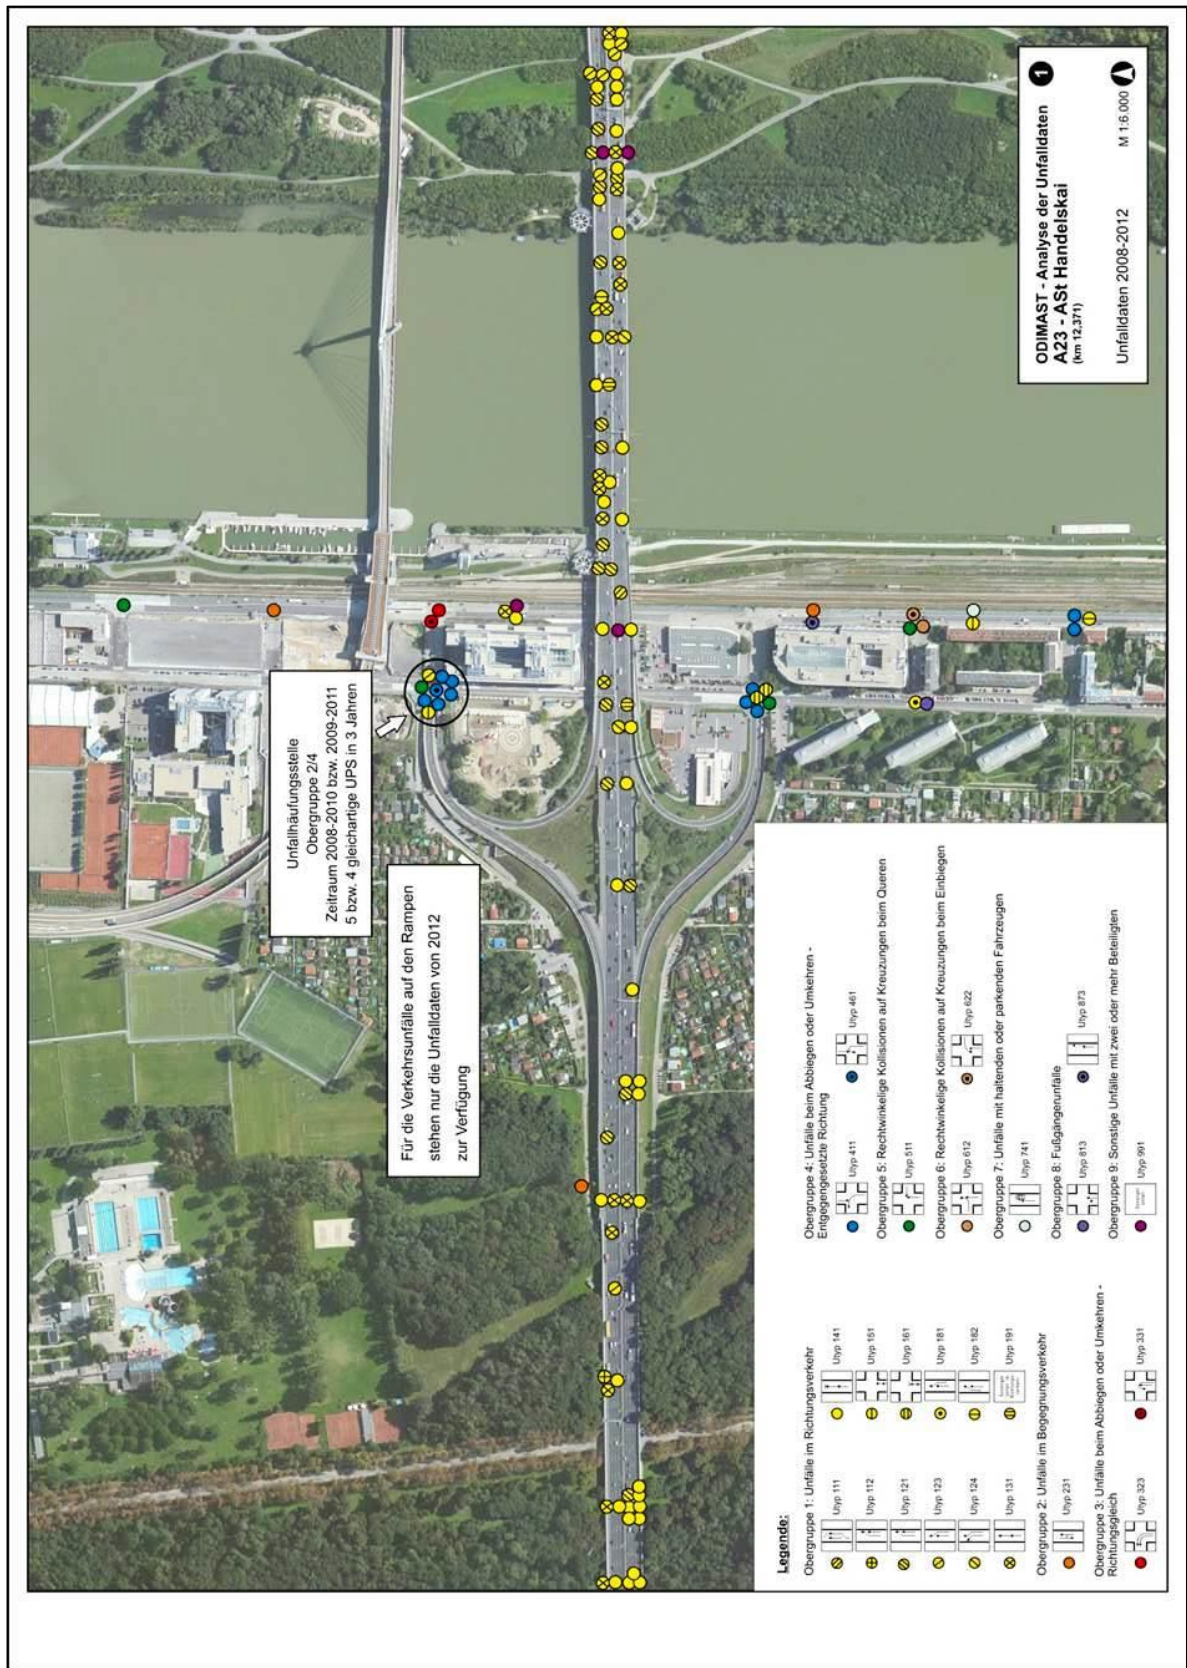 ODIMAST - Analyse der Unfalldaten
1
A23 - ASt Handelskai
(km 12,371)
Unfalldaten 2008-2012
M 1:6.000
Unfallhäufungsstelle
Obergruppe 2/4
Zeitraum 2008-2010 bzw. 2009-2011
5 bzw. 4 gleichartige UPS in 3 Jahren
Für die Verkehrsunfälle auf den Rampen
stehen nur die Unfalldaten von 2012
zur Verfügung
Legende:
Obergruppe 1: Unfälle im Richtungsverkehr
Utyp 111
Utyp 141
Utyp 112
Utyp 151
Utyp 121
Utyp 161
Utyp 123
Utyp 181
Utyp 124
Utyp 182
Utyp 131
Utyp 191
Obergruppe 2: Unfälle im Begegnungsverkehr
Utyp 231
Obergruppe 3: Unfälle beim Abbiegen oder Umkehren -
Richtungsgleich
Utyp 323
Utyp 331
Obergruppe 4: Unfälle beim Abbiegen oder Umkehren -
Entgegengesetzte Richtung
Utyp 411
Utyp 461
Obergruppe 5: Rechtwinkelige Kollisionen auf Kreuzungen beim Queren
Utyp 511
Obergruppe 6: Rechtwinkelige Kollisionen auf Kreuzungen beim Einbiegen
Utyp 612
Utyp 622
Obergruppe 7: Unfälle mit haltenden oder parkenden Fahrzeugen
Utyp 741
Obergruppe 8: Fußgängerunfälle
Utyp 813
Utyp 873
Obergruppe 9: Sonstige Unfälle mit zwei oder mehr Beteiligten
Utyp 991